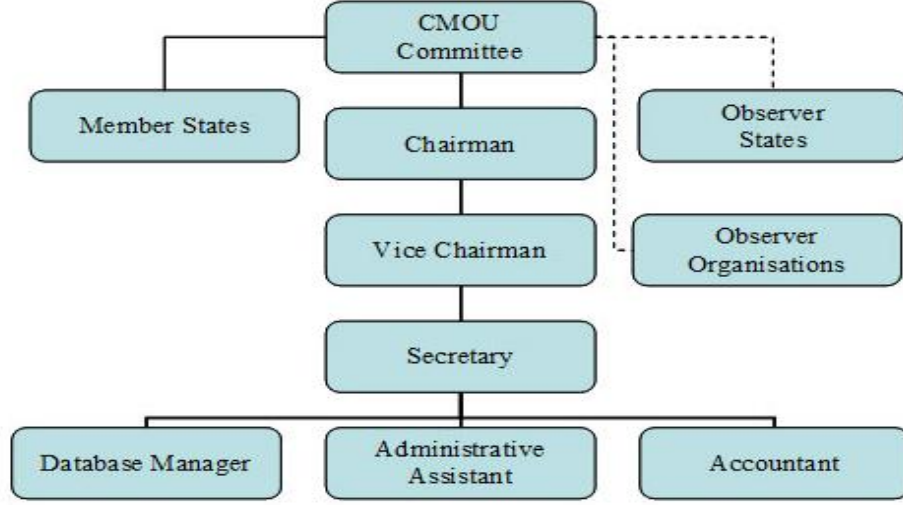 CMOU
Committee
Member States
Observer
States
Chairman
Vice Chairman
Observer
Organisations
Secretary
Database Manager
Administrative
Assistant
Accountant